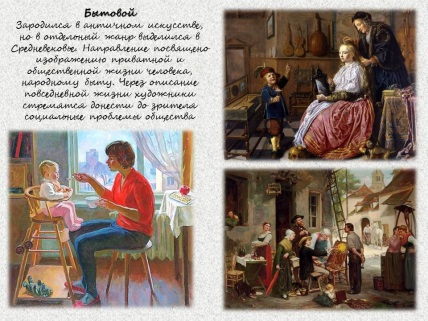 Бытовой
Зародился в античном искусстве,
но в отдельный жанр выделился в
Средневековье. Направление посвящено
изображению приватной и
общественной жизни человека,
народному быту. Через описание
повседневной жизни художники
стремятся донести до зрителя
социальные проблемы общества